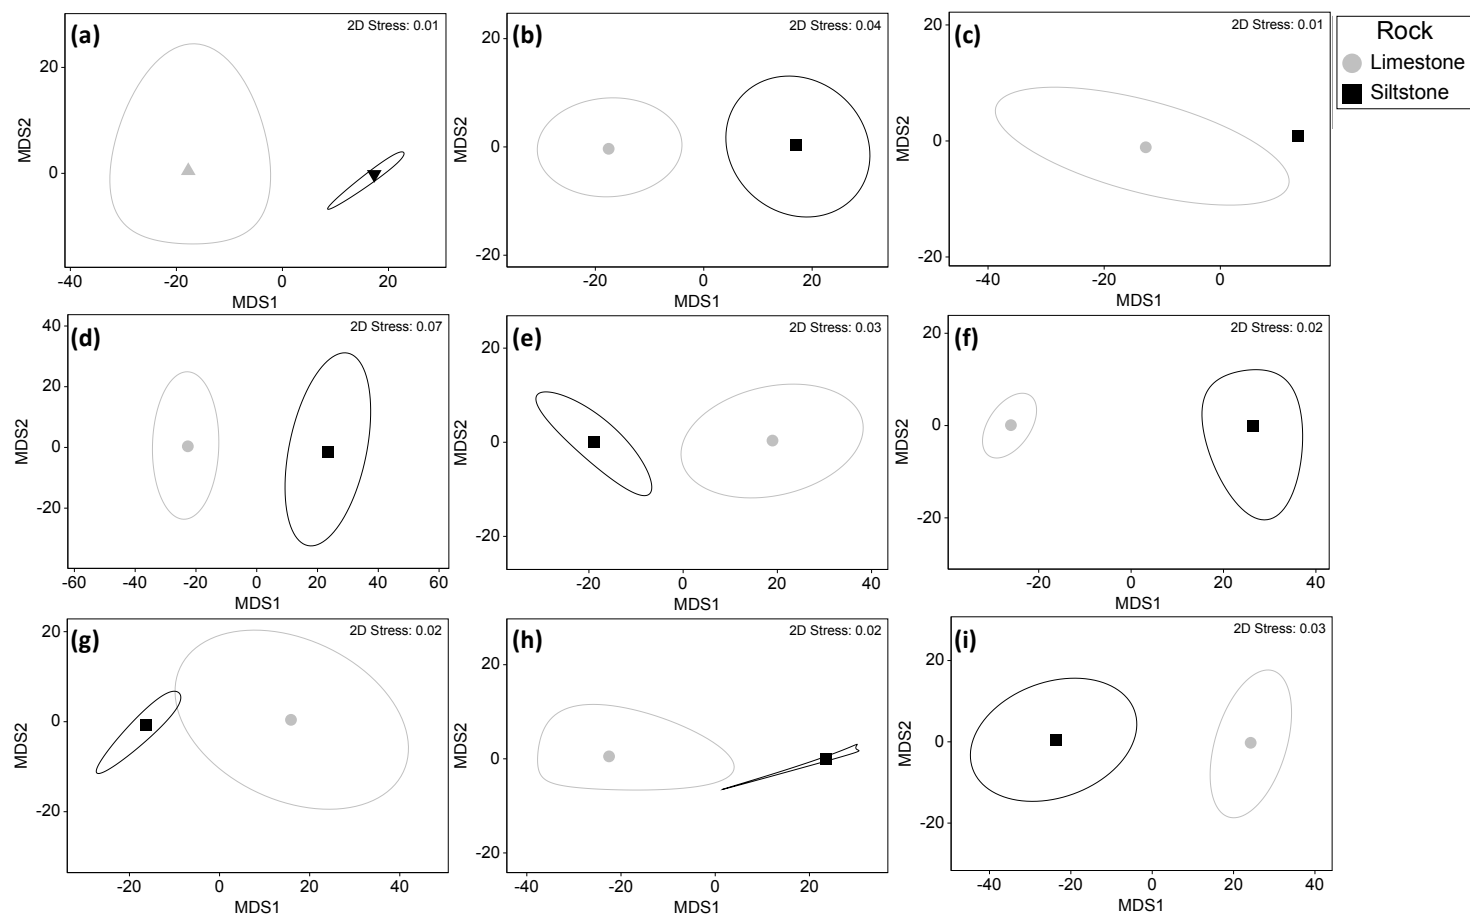 (a)
2D Stress: 0.01
20
0
MDS2
-40
-20
0
20
MDS1
(b)
2D Stress: 0.04
20
0
-20
MDS2
-20
0
20
MDS1
(c)
2D Stress: 0.01
20
0
-20
MDS2
-40
-20
0
MDS1
Rock
Limestone
Siltstone
(d)
2D Stress: 0.07
40
20
0
-20
MDS2
-60
-40
-20
0
20
40
60
MDS1
(e)
2D Stress: 0.03
20
0
-20
MDS2
-20
0
20
40
MDS1
(f)
2D Stress: 0.02
20
0
-20
MDS2
-20
0
20
40
MDS1
(g)
2D Stress: 0.02
20
0
-20
MDS2
-20
0
20
40
MDS1
(h)
2D Stress: 0.02
20
0
-20
MDS2
-40
-20
0
20
MDS1
(i)
2D Stress: 0.03
20
0
-20
MDS2
-40
-20
0
20
40
MDS1